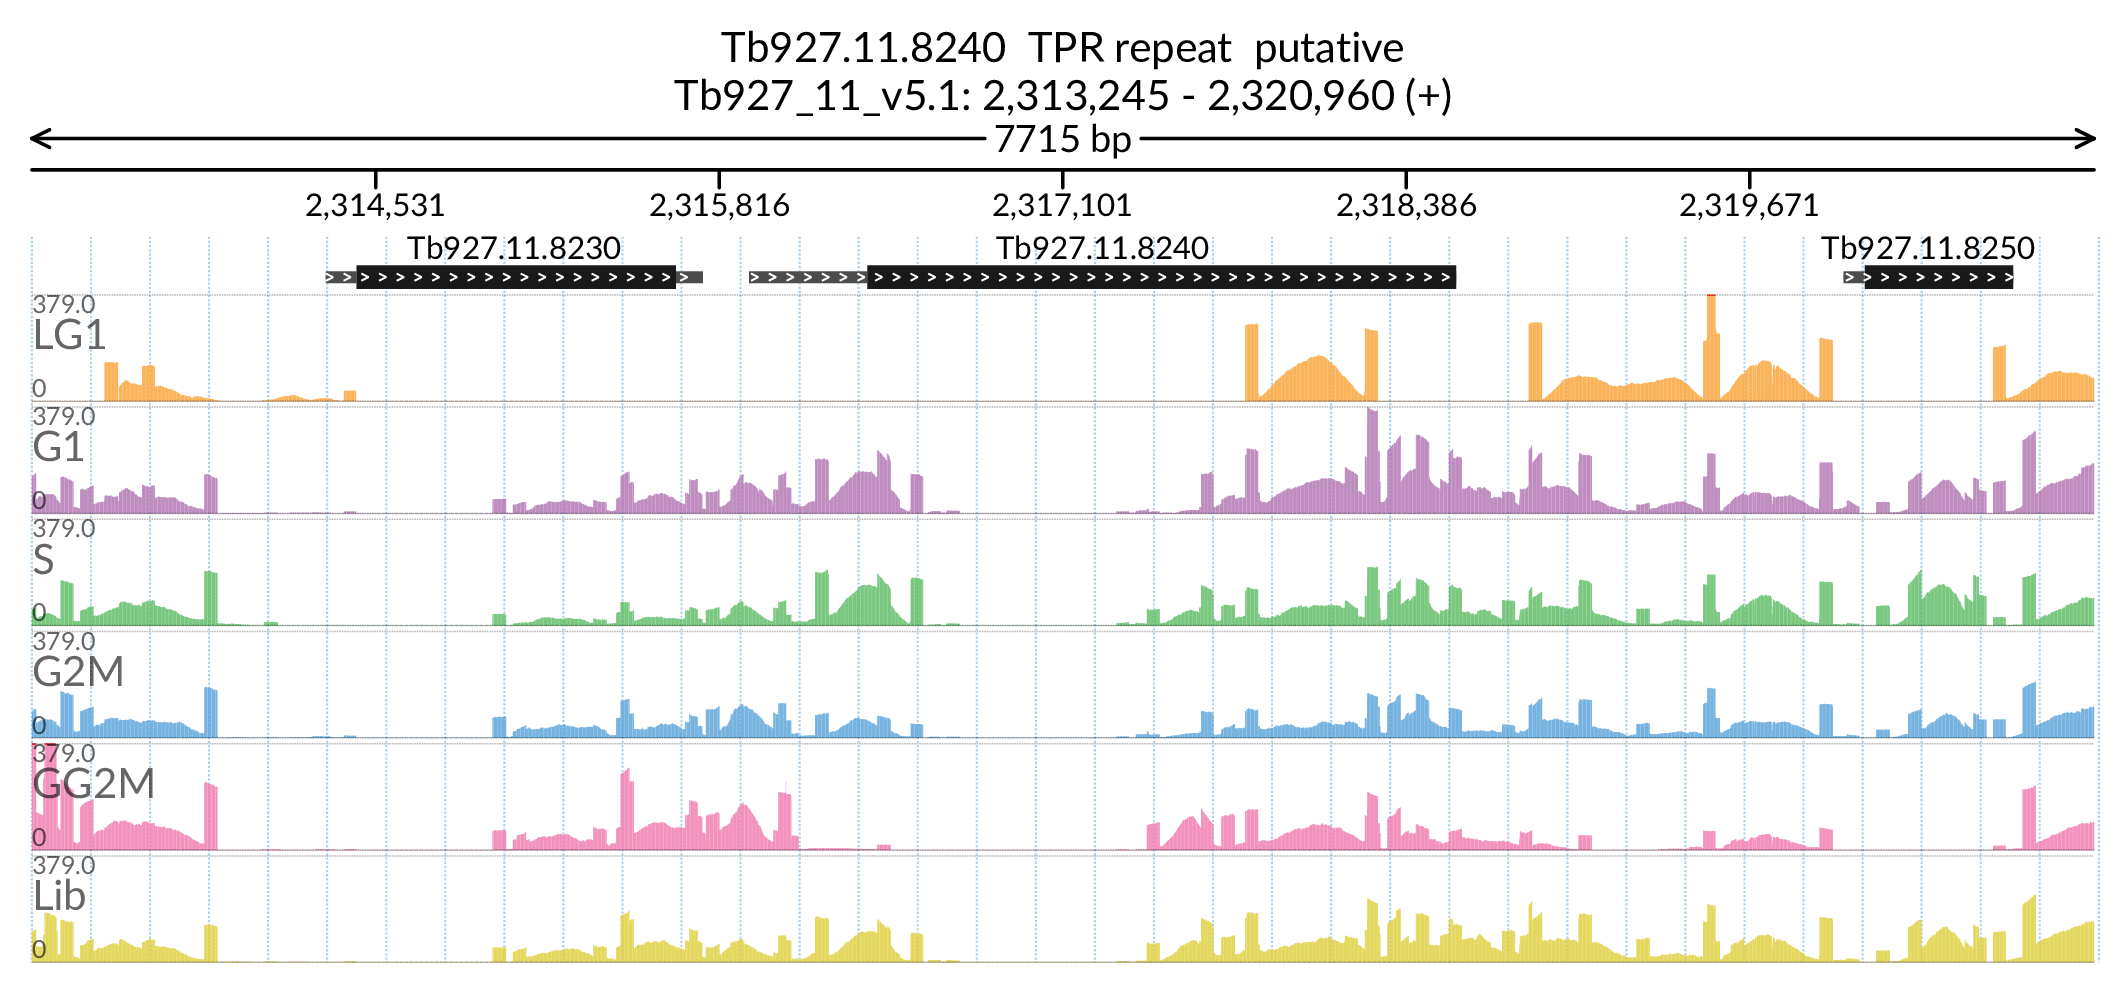 Tb927.11.8240  TPR repeat  putative
Tb927_11_v5.1: 2,313,245 - 2,320,960 (+)
7715 bp
2,314,531 2,315,816 2,317,101 2,318,386 2,319,671
Tb927.11.8230 Tb927.11.8240 Tb927.11.8250
379.0
LG1
0
379.0
G1
0
379.0
S
0
379.0
G2M
0
379.0
GG2M
0
379.0
Lib
0